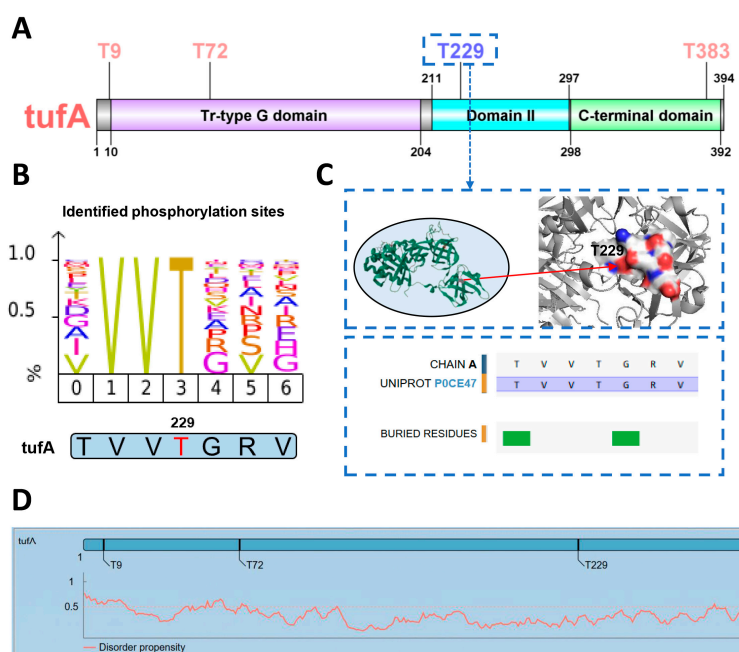 A
T9
T72
T229
T383
211
297
394
tufA
Tr-type G domain
Domain II
C-terminal domain
1 10
204
298
392
B
Identified phosphorylation sites
1.0
0.5
%
0 1 2 3 4 5 6
229
tufA
T V V T G R V
C
T229
CHAIN A T V V T G R V
UNIPROT P0CE47 T V V T G R V
BURIED RESIDUES
D
tufA
1
T9
T72
T229
1
0.5
Disorder propensity